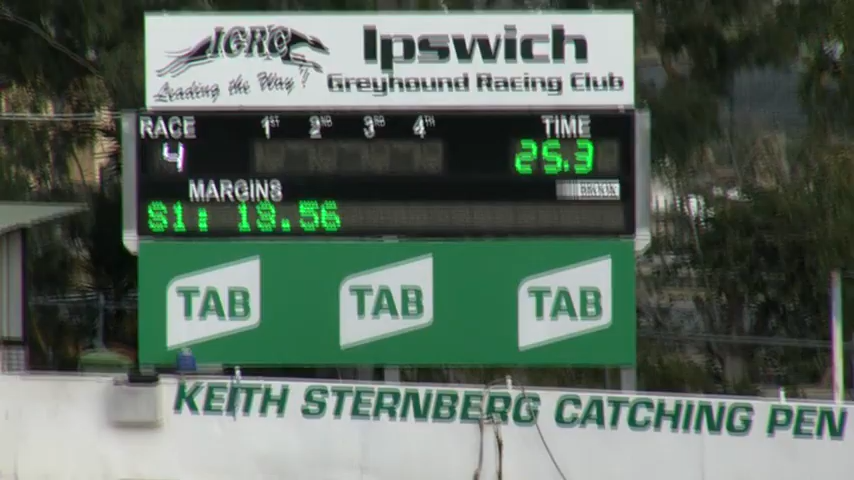 IGRC
Leading the Way!
Ipswich
Greyhound Racing Club
RACE 1ST 2ND 3RD 4TH TIME
4 25.3
MARGINS
S1: 13.56
TAB TAB TAB
KEITH STERNBERG CATCHING PEN